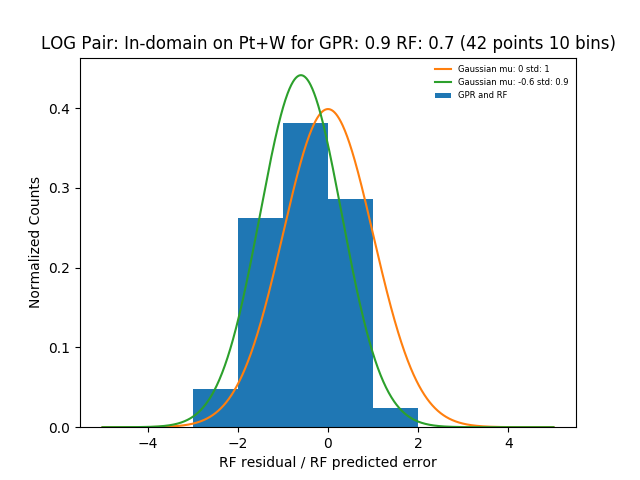 LOG Pair: In-domain on Pt+W for GPR: 0.9 RF: 0.7 (42 points 10 bins)
Gaussian mu: 0 std: 1
Gaussian mu: -0.6 std: 0.9
GPR and RF
Normalized Counts
0.4
0.3
0.2
0.1
0.0
−4
−2
0
2
4
RF residual / RF predicted error